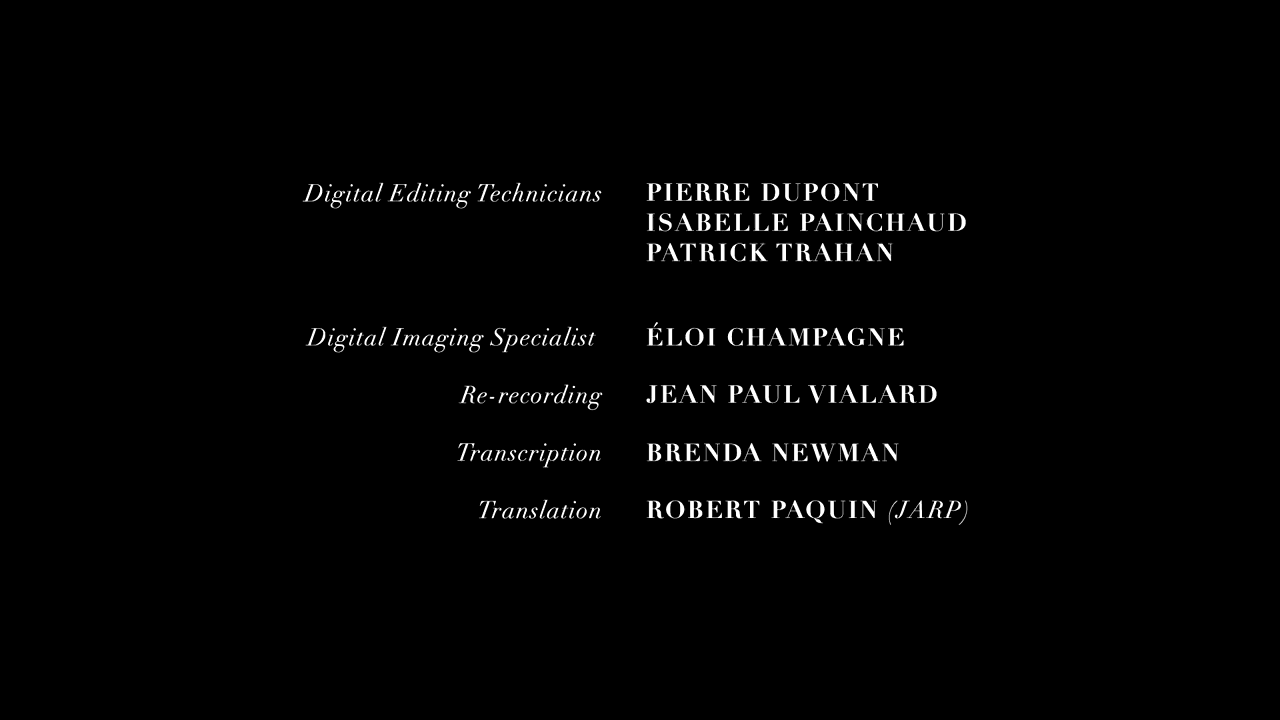 Digital Editing Technicians PIERRE DUPONT
ISABELLE PAINCHAUD
PATRICK TRAHAN
Digital Imaging Specialist ÉLOI CHAMPAGNE
Re-recording JEAN PAUL VIALARD
Transcription BRENDA NEWMAN
Translation ROBERT PAQUIN (JARP)